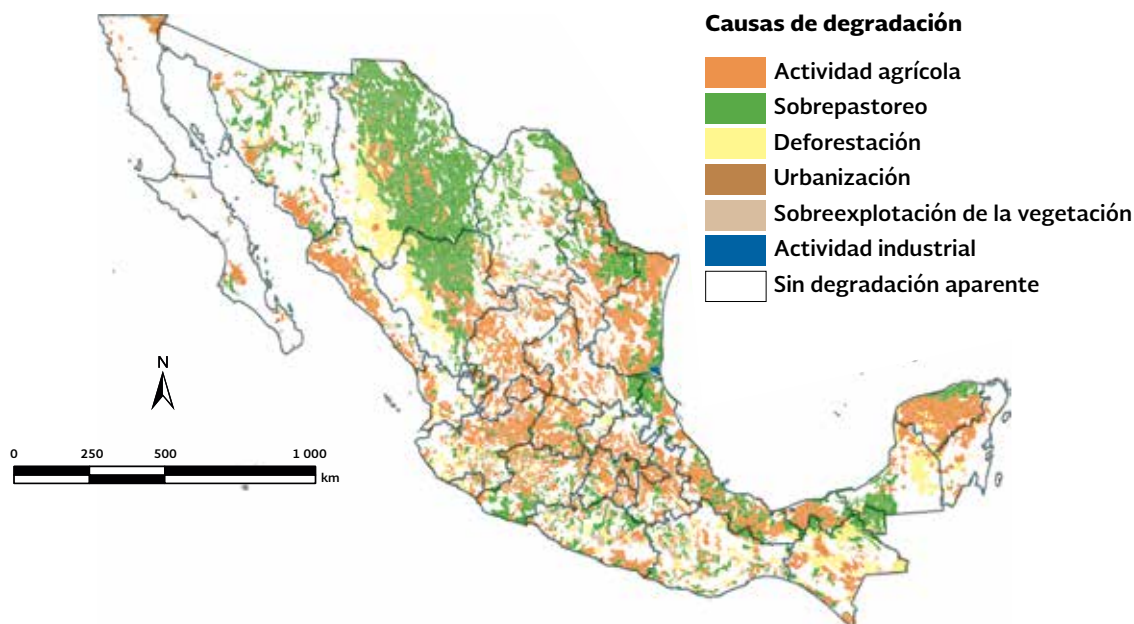 Causas de degradación
Actividad agrícola
Sobrepastoreo
Deforestación
Urbanización
Sobreexplotación de la vegetación
Actividad industrial
Sin degradación aparente
N
0 250 500 1 000
km